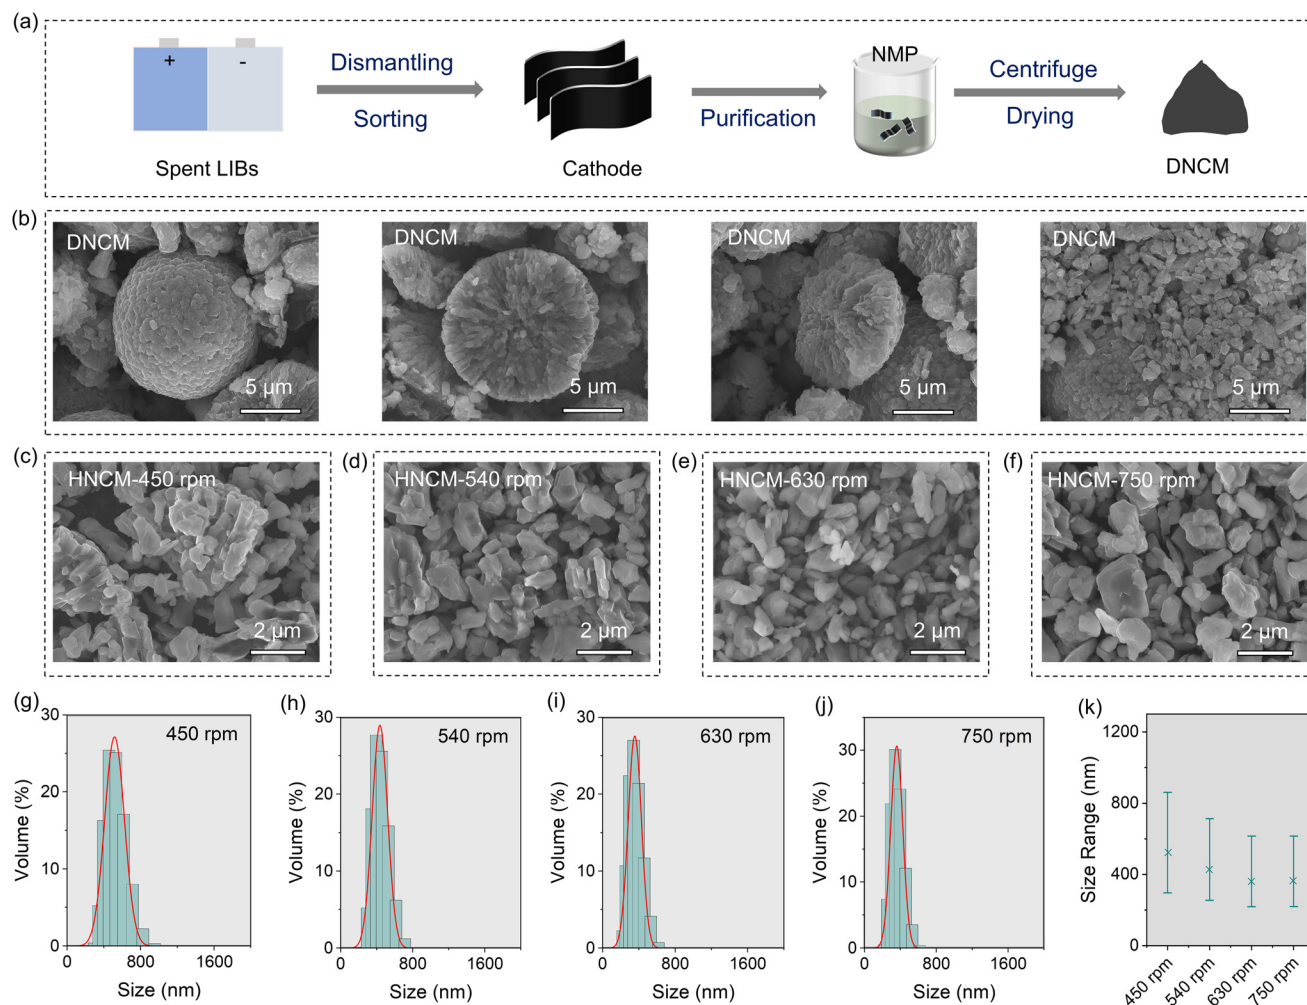 (a)
+
-
Spent LIBs
Dismantling
Sorting
Cathode
Purification
NMP
Centrifuge
Drying
DNCM
(b)
DNCM
5 μm
DNCM
5 μm
DNCM
5 μm
DNCM
5 μm
(c)
HNCM-450 rpm
2 μm
(d)
HNCM-540 rpm
2 μm
(e)
HNCM-630 rpm
2 μm
(f)
HNCM-750 rpm
2 μm
(g)
450 rpm
Volume (%)
30
20
10
0
0 800 1600
Size (nm)
(h)
540 rpm
Volume (%)
30
20
10
0
0 800 1600
Size (nm)
(i)
630 rpm
Volume (%)
30
20
10
0
0 800 1600
Size (nm)
(j)
750 rpm
Volume (%)
30
20
10
0
0 800 1600
Size (nm)
(k)
Size Range (nm)
1200
800
400
0
450 rpm
540 rpm
630 rpm
750 rpm